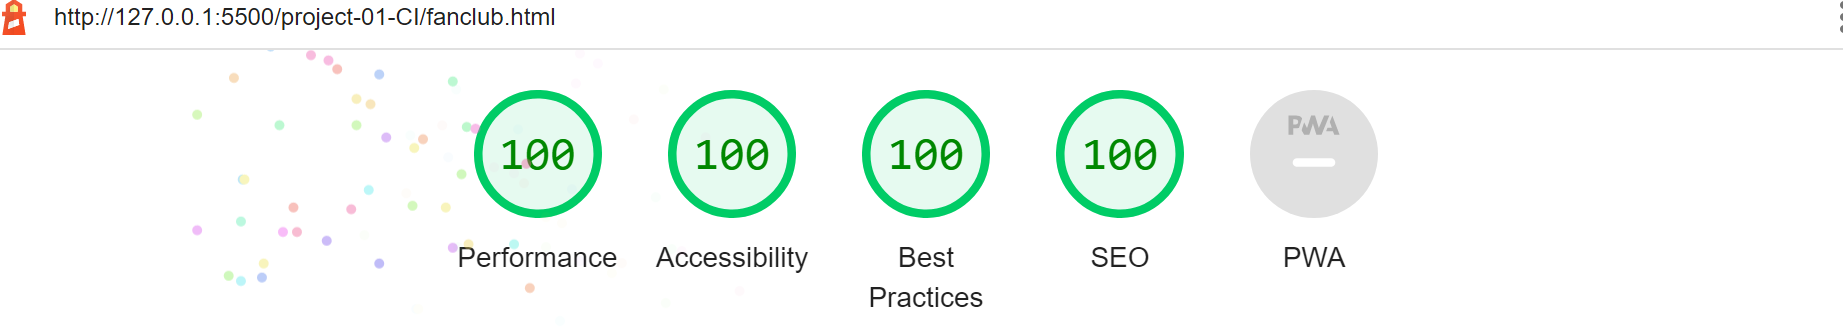 http://127.0.0.1:5500/project-01-CI/fanclub.html
100 100 100 100 PWA
Performance Accessibility Best Practices SEO PWA